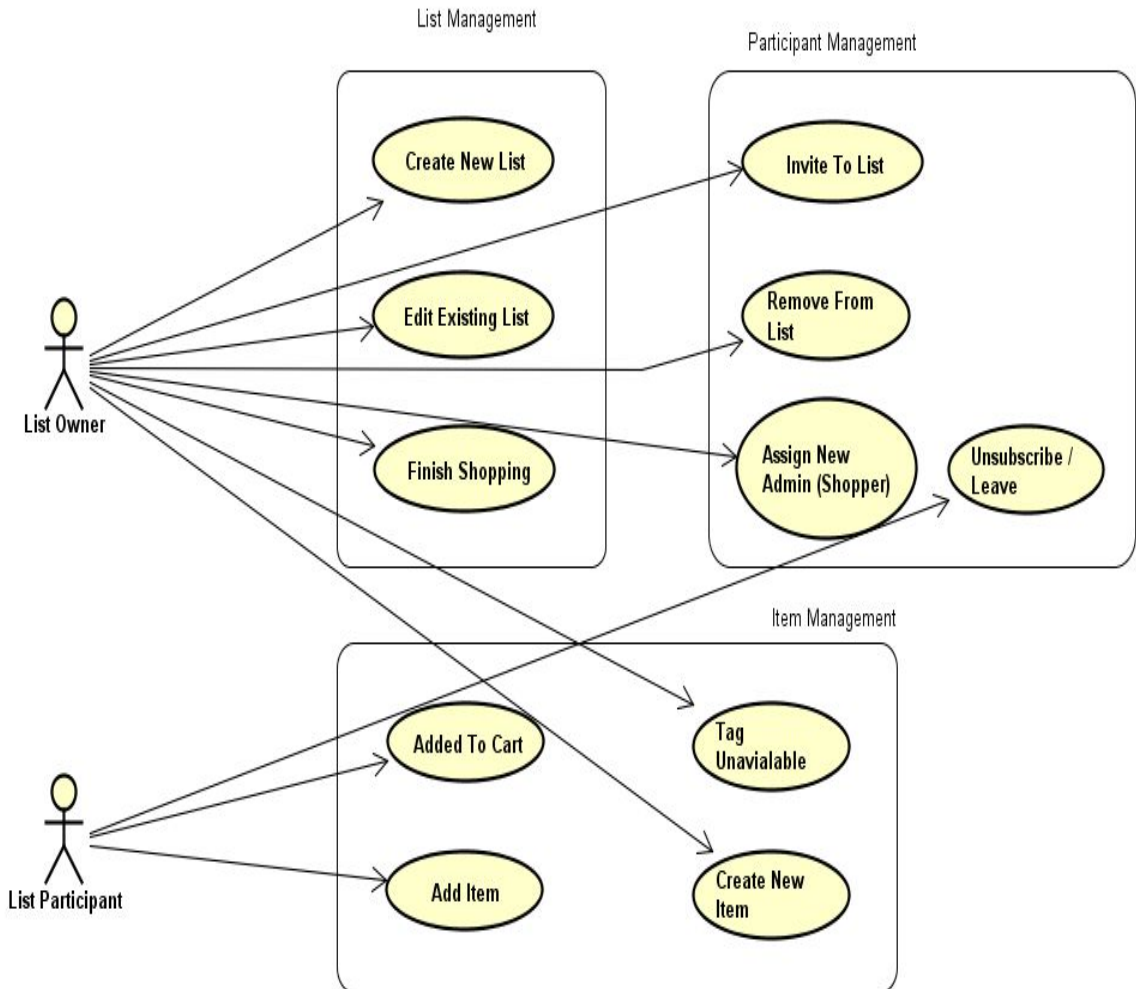 List Management
Participant Management
Create New List
Invite To List
Edit Existing List
Remove From
List
List Owner
Finish Shopping
Assign New
Admin (Shopper)
Unsubscribe /
Leave
Item Management
Added To Cart
Tag
Unavialable
List Participant
Add Item
Create New
Item